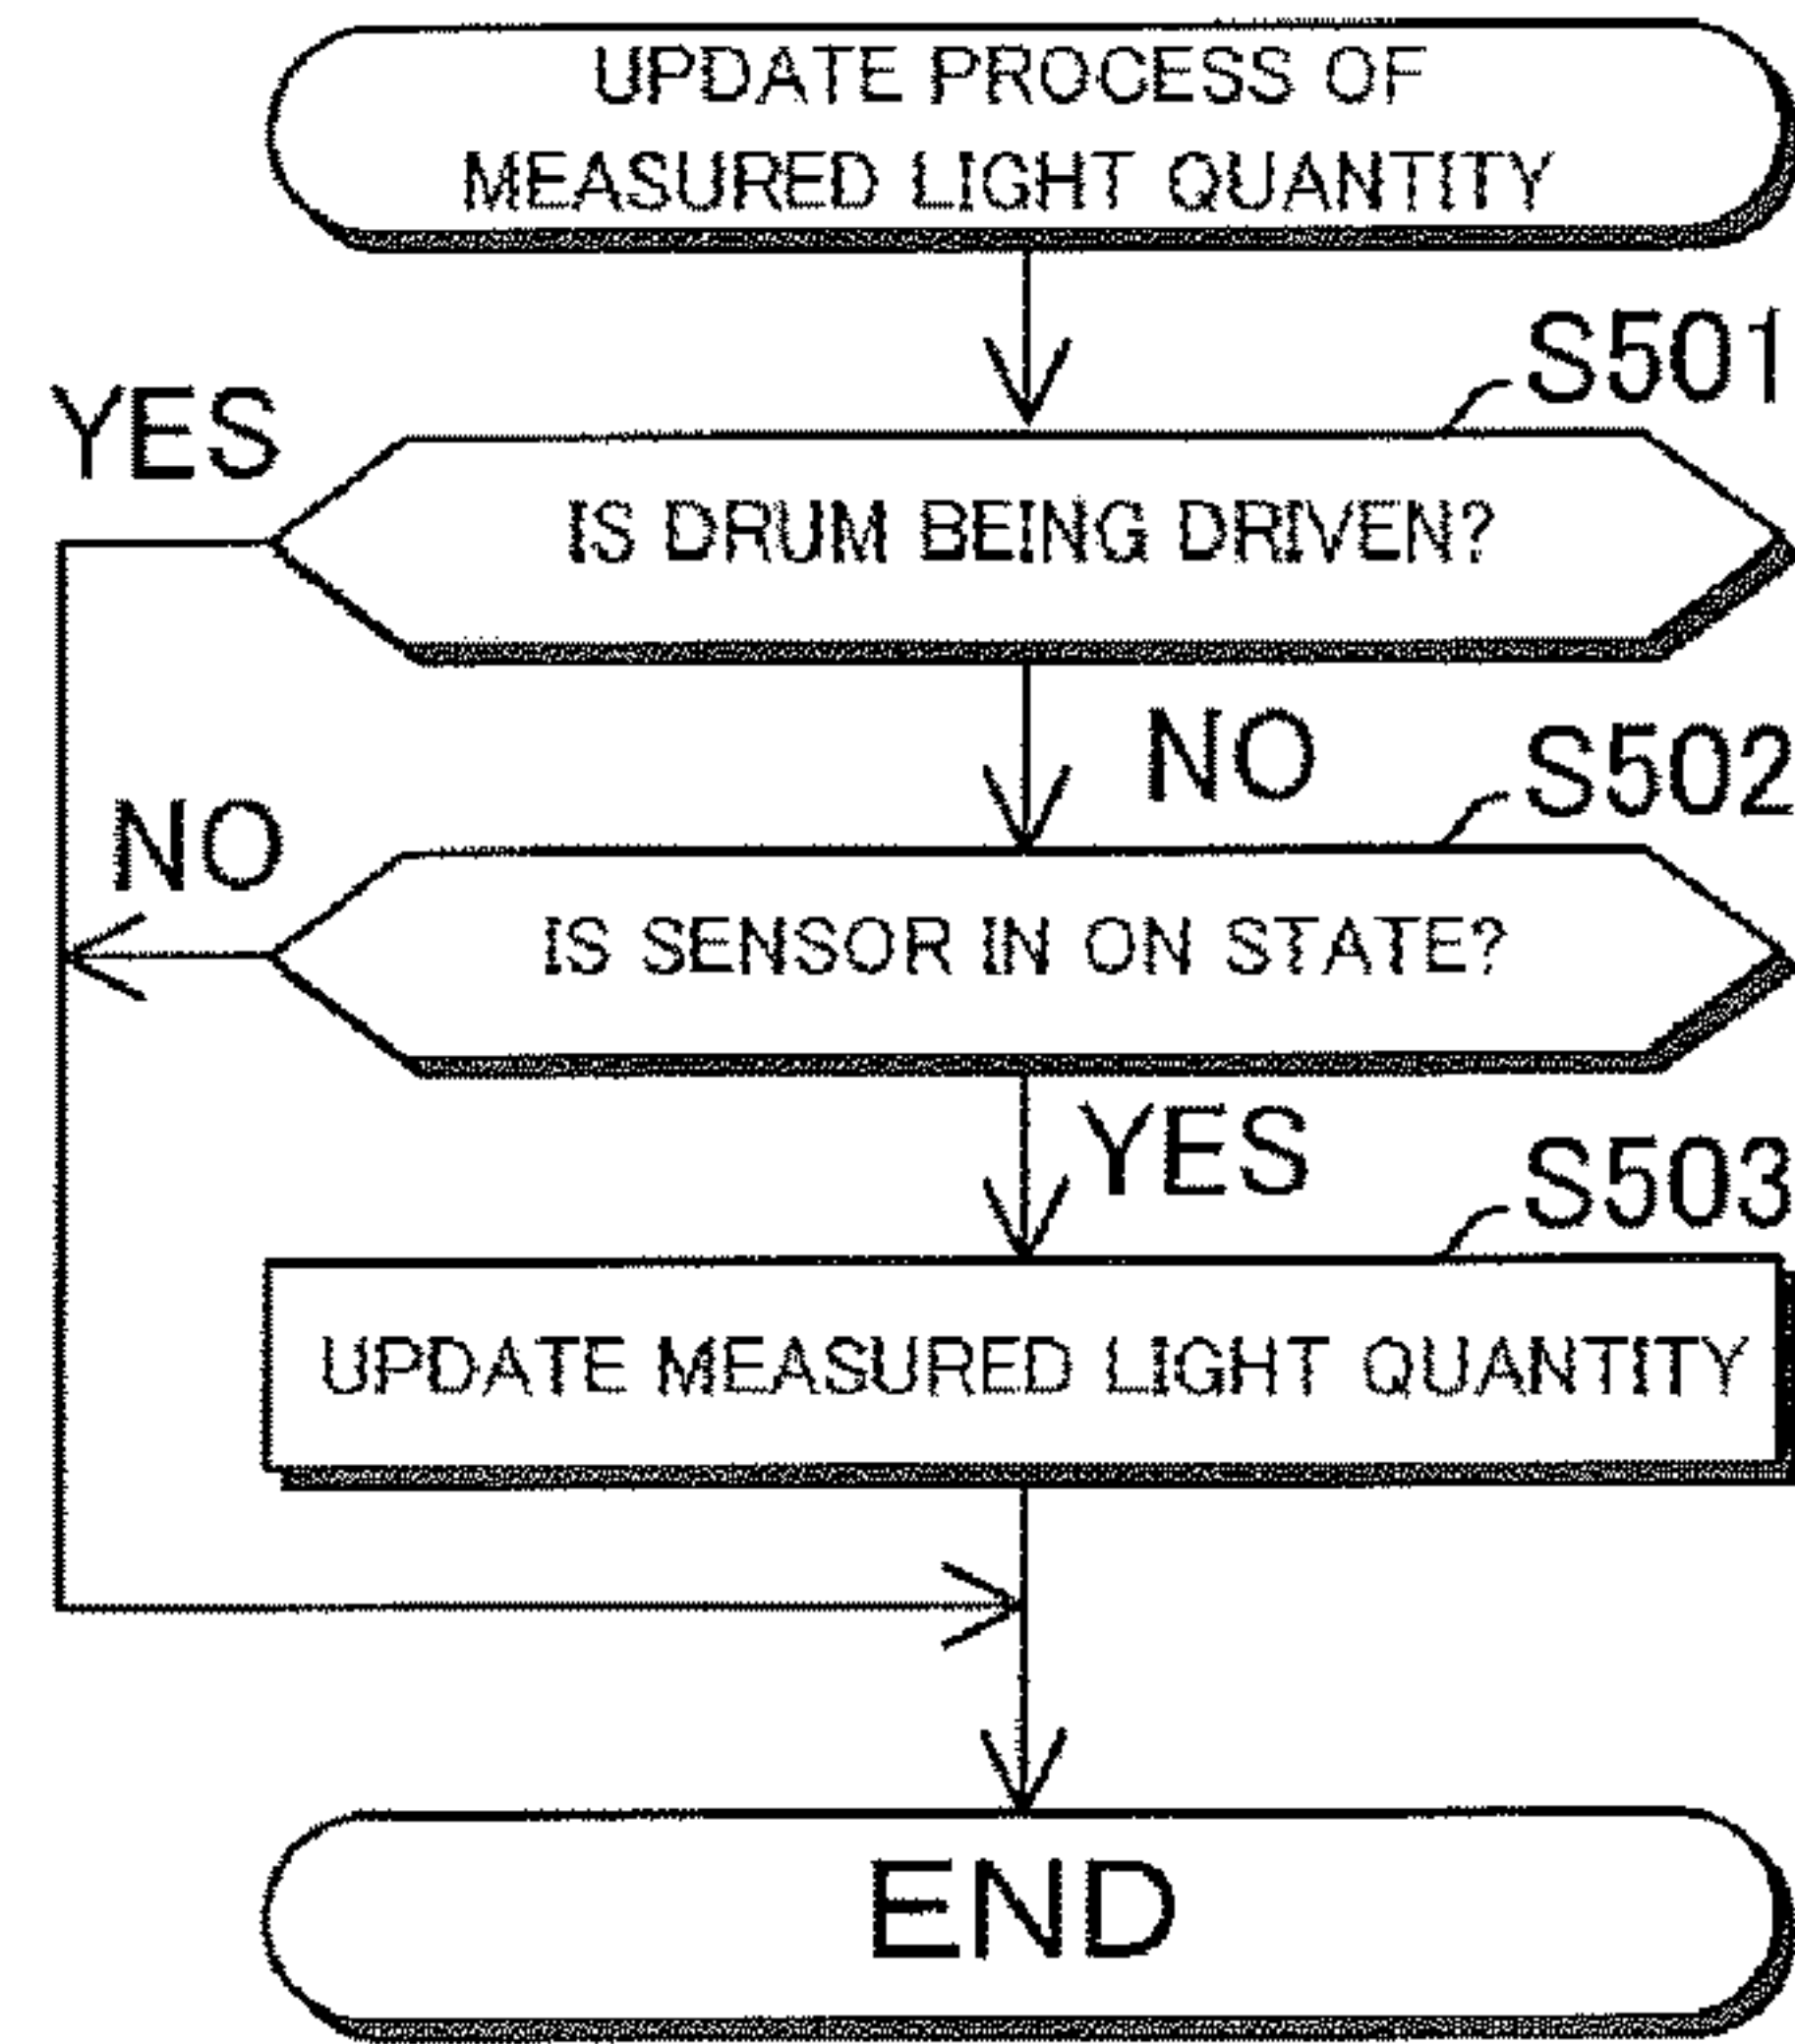 UPDATE PROCESS OF
MEASURED LIGHT QUANTITY
S501
YES
IS DRUM BEING DRIVEN?
NO
S502
NO
IS SENSOR IN ON STATE?
YES
S503
UPDATE MEASURED LIGHT QUANTITY
END